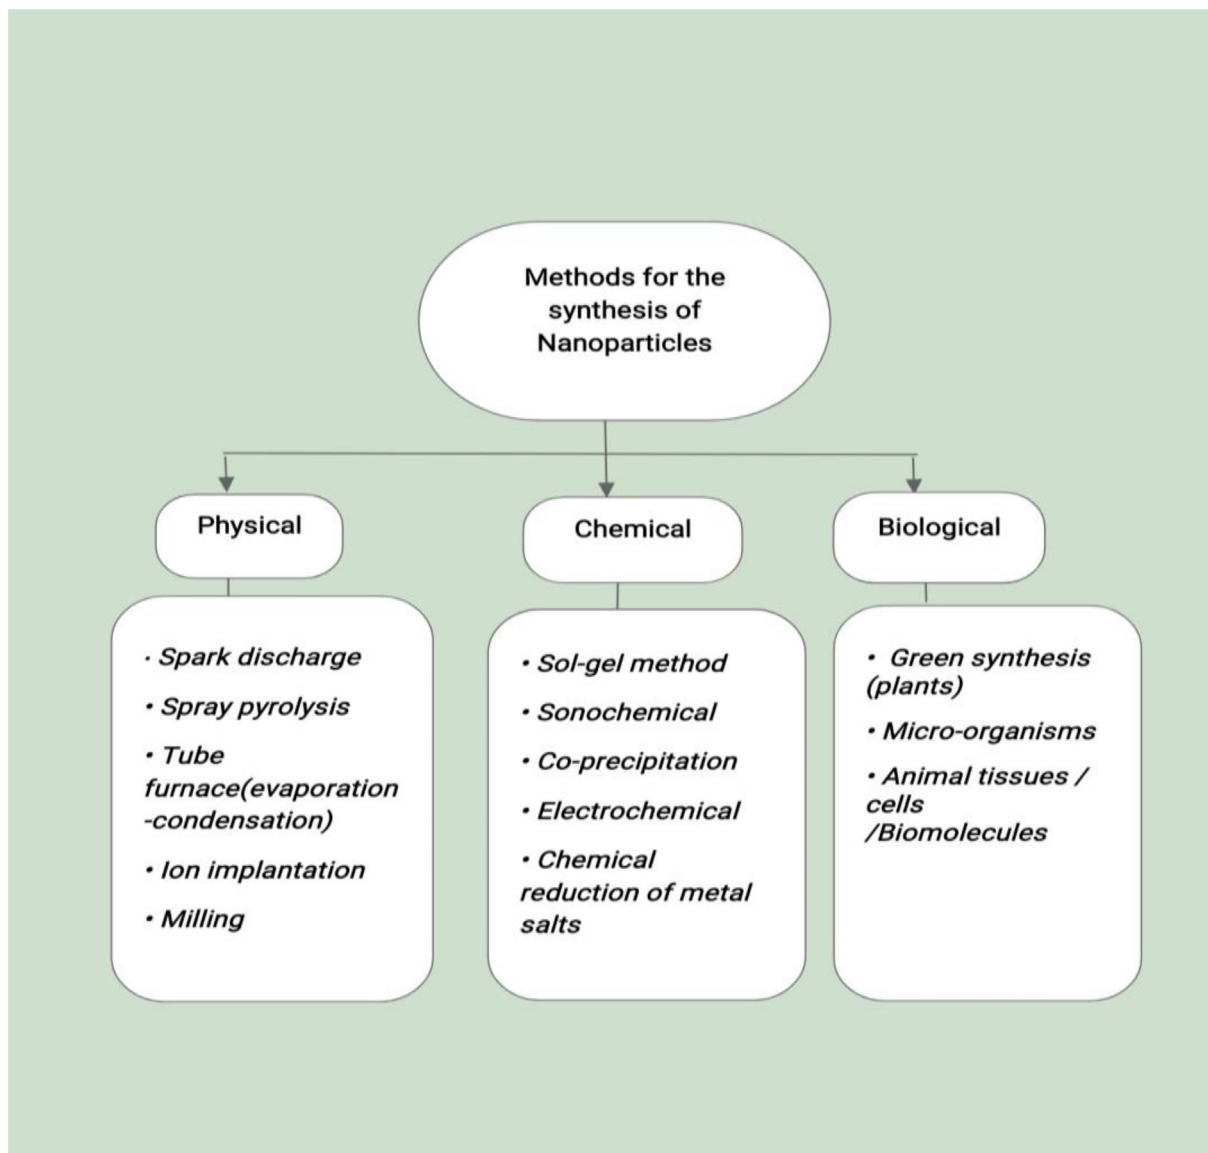 Methods for the
synthesis of
Nanoparticles
Physical
Chemical
Biological
· Spark discharge
• Spray pyrolysis
• Tube
furnace(evaporation
-condensation)
• Ion implantation
• Milling
• Sol-gel method
• Sonochemical
• Co-precipitation
• Electrochemical
• Chemical
reduction of metal
salts
• Green synthesis
(plants)
• Micro-organisms
• Animal tissues /
cells
/Biomolecules